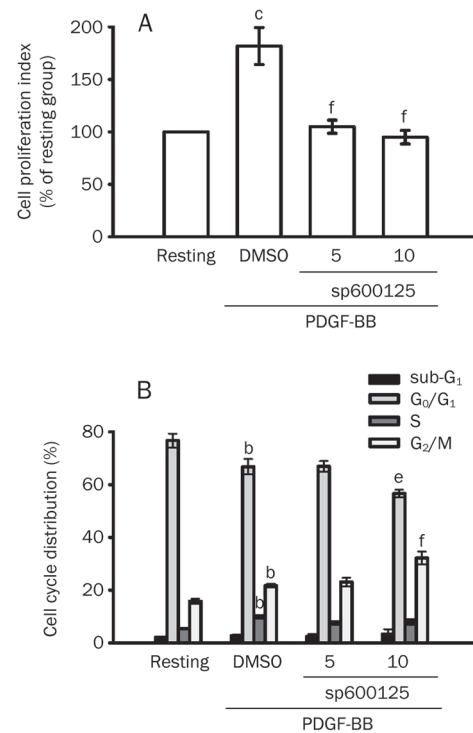 A
Cell proliferation index
(% of resting group)
200
150
100
50
0
c
f
f
Resting DMSO 5 10
sp600125
PDGF-BB
B
sub-G₁
G₀/G₁
S
G₂/M
Cell cycle distribution (%)
80
60
40
20
0
b
b
b
e
f
Resting DMSO 5 10
sp600125
PDGF-BB